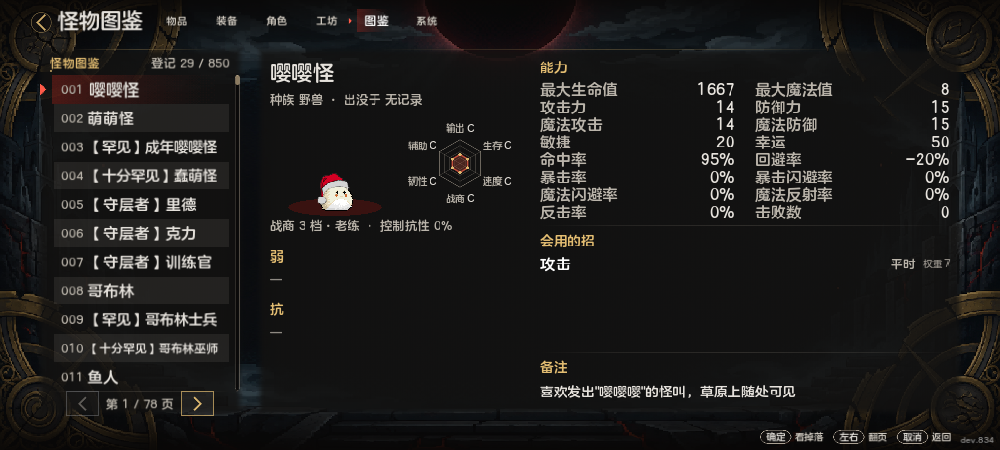 怪物图鉴 物品 装备 角色 工坊 图鉴 系统
怪物图鉴 登记 29 / 850
001 嘤嘤怪
002 萌萌怪
003 【罕见】成年嘤嘤怪
004 【十分罕见】蠢萌怪
005 【守层者】里德
006 【守层者】克力
007 【守层者】训练官
008 哥布林
009 【罕见】哥布林士兵
010 【十分罕见】哥布林巫师
011 鱼人
第 1 / 78 页
嘤嘤怪
种族 野兽 · 出没于 无记录
输出 C
辅助 C 生存 C
韧性 C 速度 C
战商 C
战商 3 档 · 老练 · 控制抗性 0%
弱
—
抗
—
能力
最大生命值 1667 最大魔法值 8
攻击力 14 防御力 15
魔法攻击 14 魔法防御 15
敏捷 20 幸运 50
命中率 95% 回避率 -20%
暴击率 0% 暴击闪避率 0%
魔法闪避率 0% 魔法反射率 0%
反击率 0% 击败数 0
会用的招
攻击 平时 权重 7
备注
喜欢发出"嘤嘤嘤"的怪叫，草原上随处可见
确定 看掉落 左右 翻页 取消 返回 dev.834